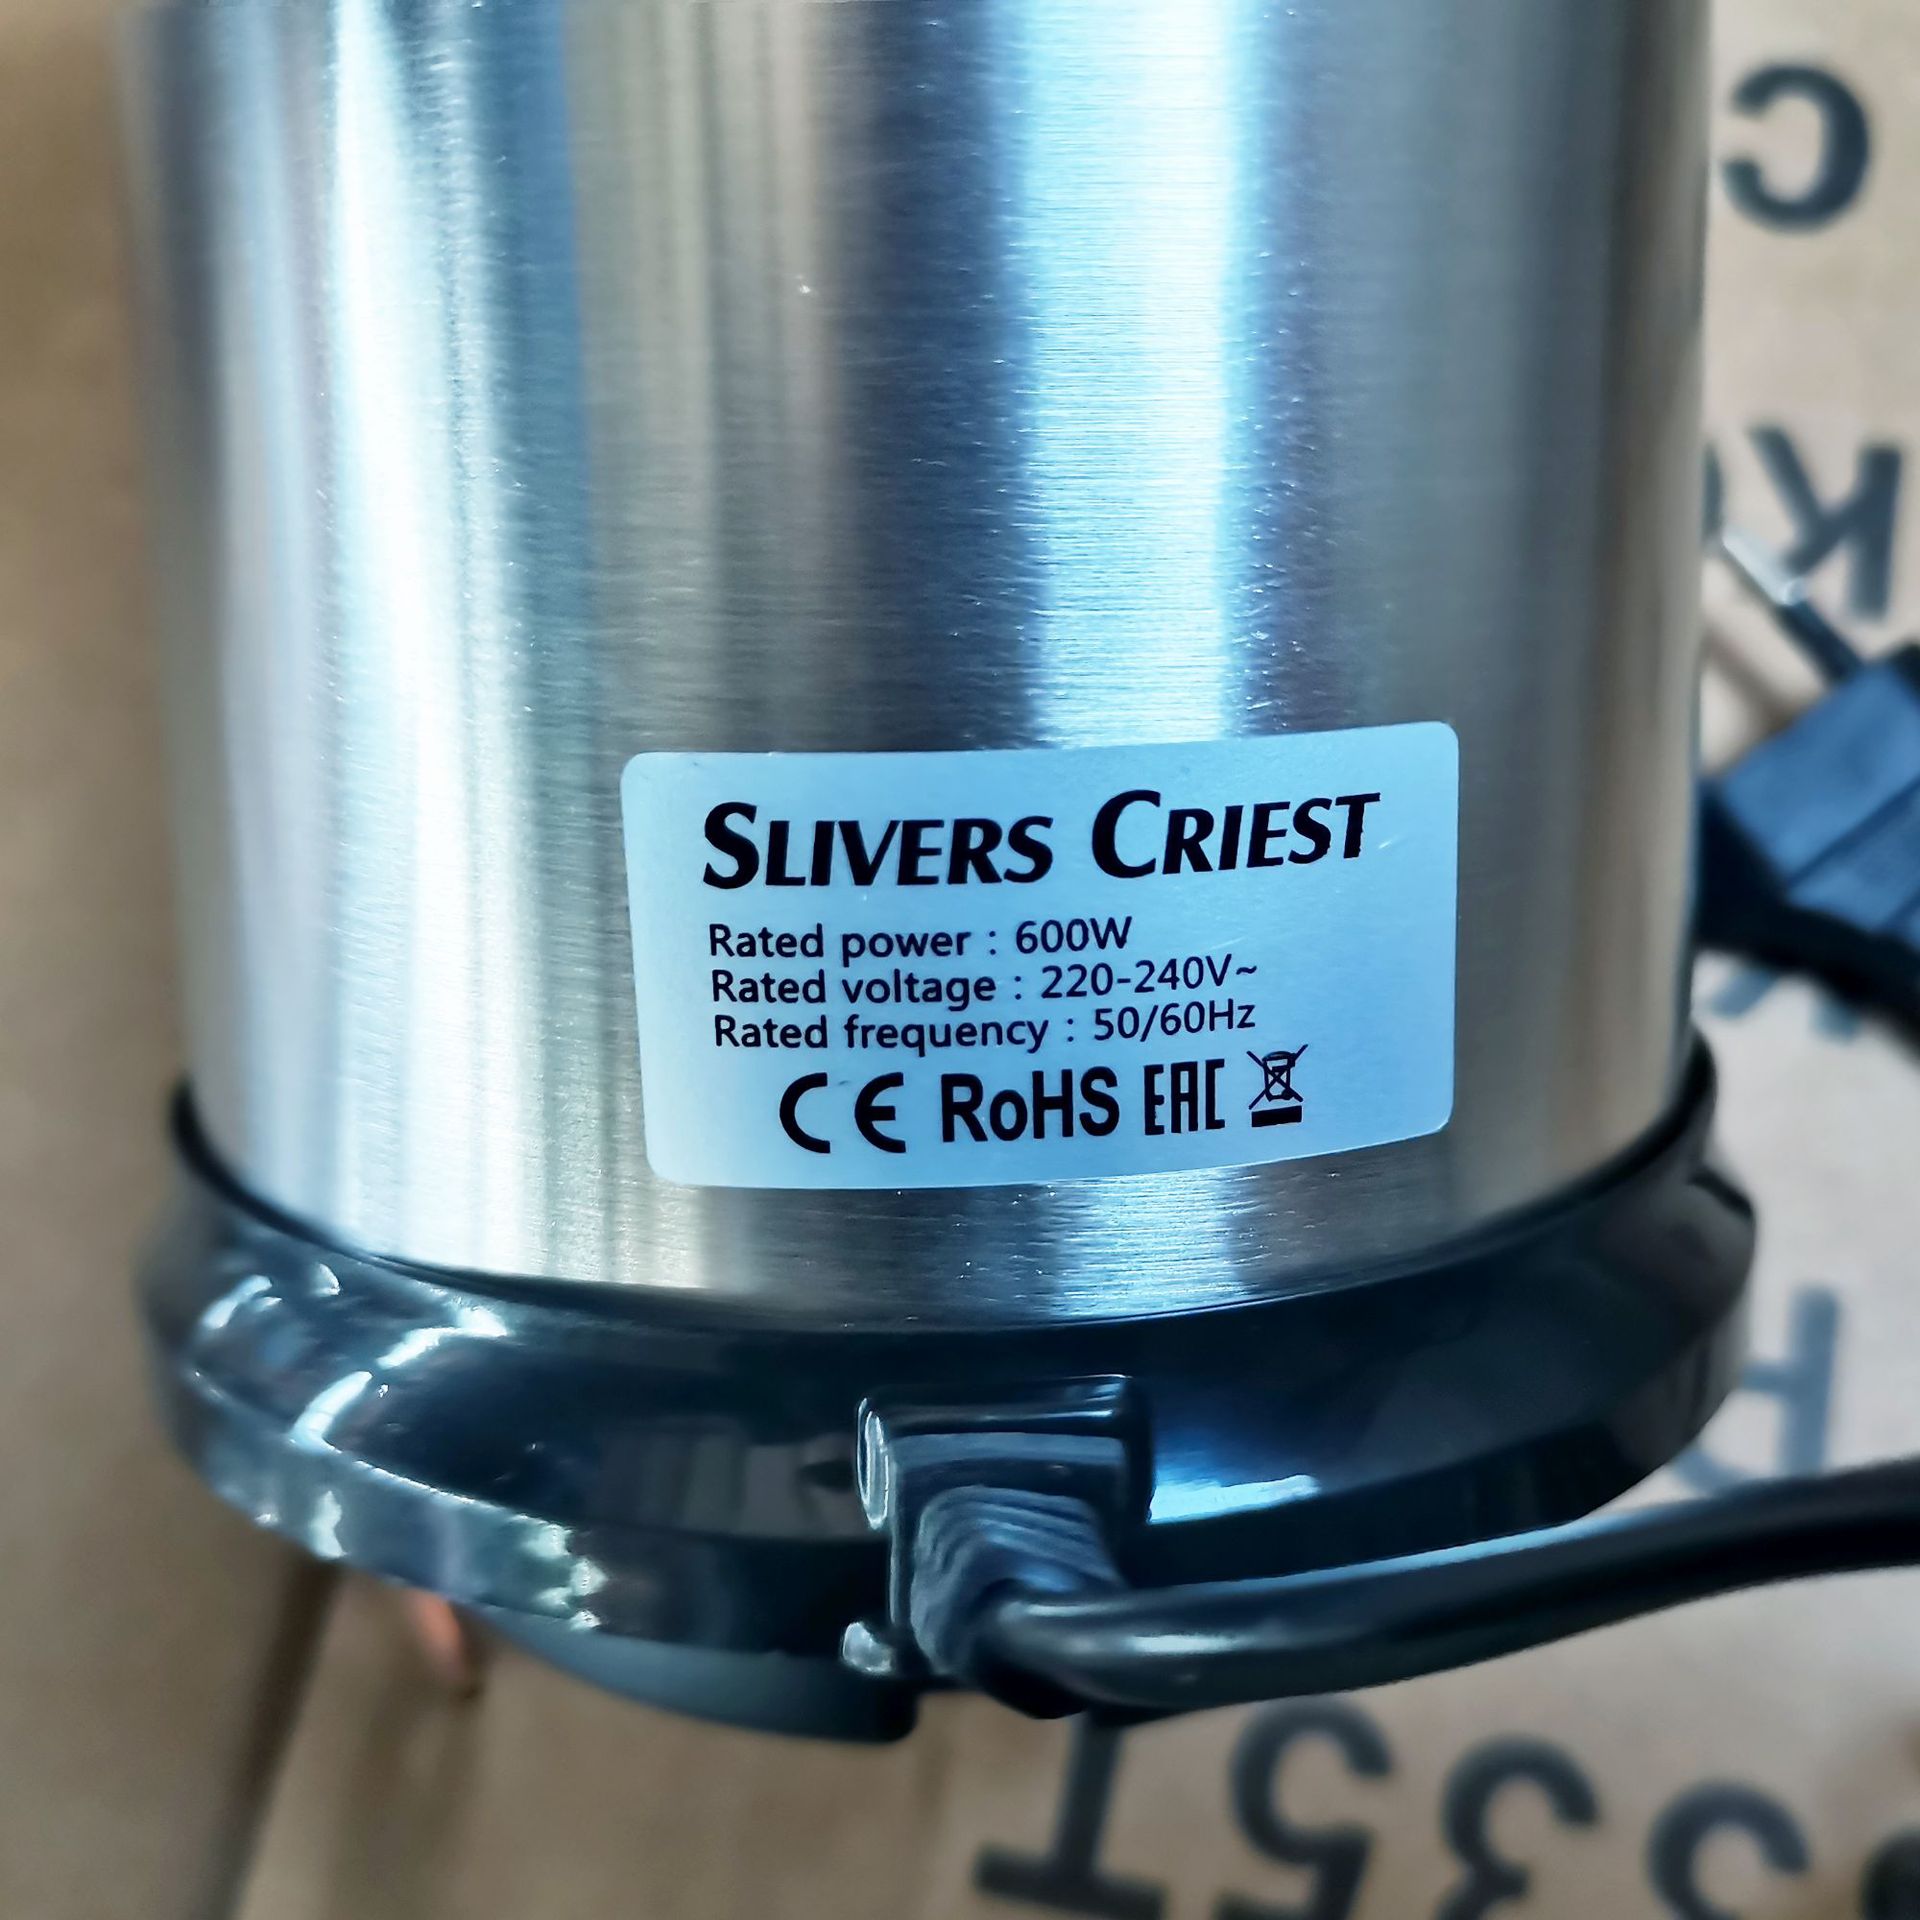 SLIVERS CRIEST
Rated power : 600W
Rated voltage : 220-240V~
Rated frequency : 50/60Hz
CE RoHS EAC